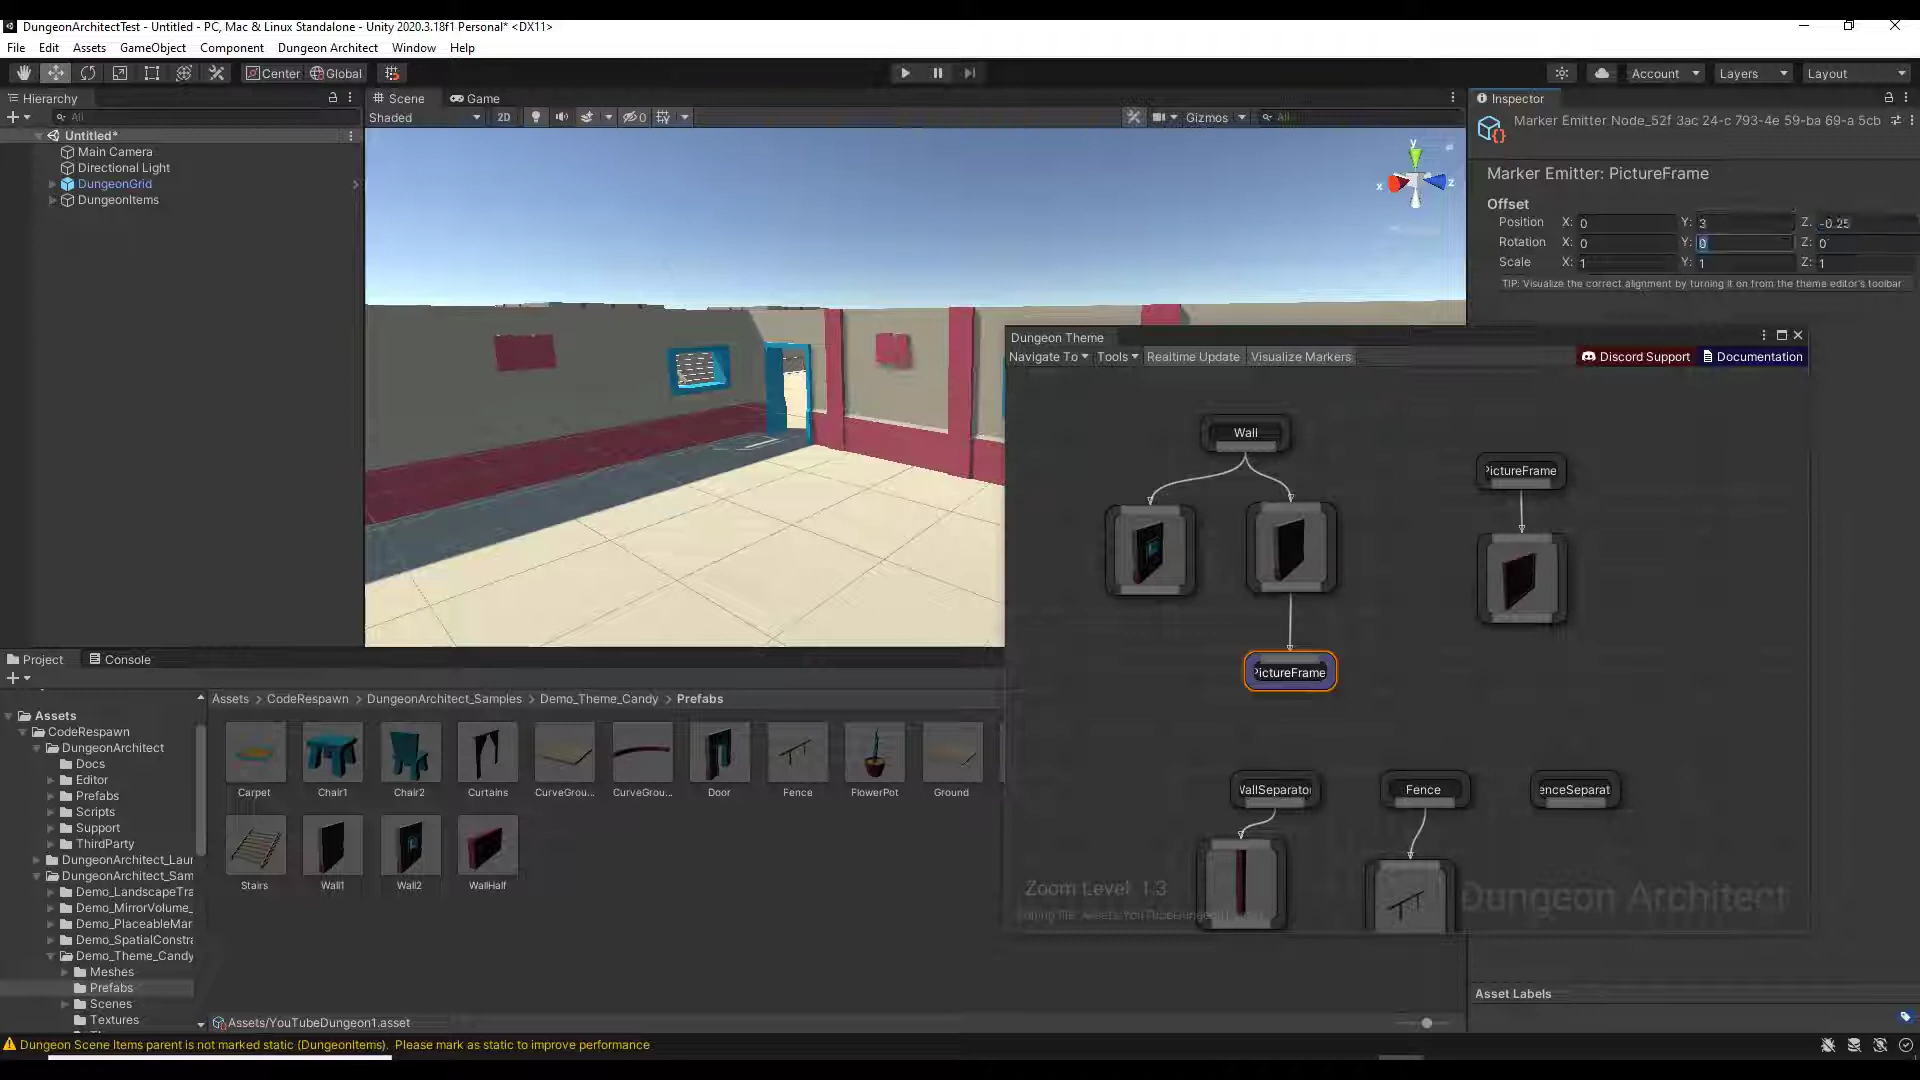 DungeonArchitectTest - Untitled - PC, Mac & Linux Standalone - Unity 2020.3.18f1 Personal* <DX11>
File Edit Assets GameObject Component Dungeon Architect Window Help
Center Global Account Layers Layout
Hierarchy
All
Untitled*
Main Camera
Directional Light
DungeonGrid
DungeonItems
Scene Game
Shaded 2D 0 Gizmos All
y
x z
Inspector
Marker Emitter Node_52f 3ac 24-c 793-4e 59-ba 69-a 5cb
Marker Emitter: PictureFrame
Offset
Position X: 0 Y: 3 Z: -0.25
Rotation X: 0 Y: 0 Z: 0
Scale X: 1 Y: 1 Z: 1
TIP: Visualize the correct alignment by turning it on from the theme editor's toolbar
Dungeon Theme
Navigate To Tools Realtime Update Visualize Markers Discord Support Documentation
Wall
PictureFrame
PictureFrame
WallSeparator
Fence
enceSeparat
Zoom Level 1.3
Dungeon Architect
Project Console
Assets
CodeRespawn
DungeonArchitect
Docs
Editor
Prefabs
Scripts
Support
ThirdParty
DungeonArchitect_Laur
DungeonArchitect_Sam
Demo_LandscapeTra
Demo_MirrorVolume_
Demo_PlaceableMar
Demo_SpatialConstra
Demo_Theme_Candy
Meshes
Prefabs
Scenes
Textures
Assets > CodeRespawn > DungeonArchitect_Samples > Demo_Theme_Candy > Prefabs
Carpet Chair1 Chair2 Curtains CurveGrou... CurveGrou... Door Fence FlowerPot Ground
Stairs Wall1 Wall2 WallHalf
Assets/YouTubeDungeon1.asset
Asset Labels
Dungeon Scene Items parent is not marked static (DungeonItems). Please mark as static to improve performance